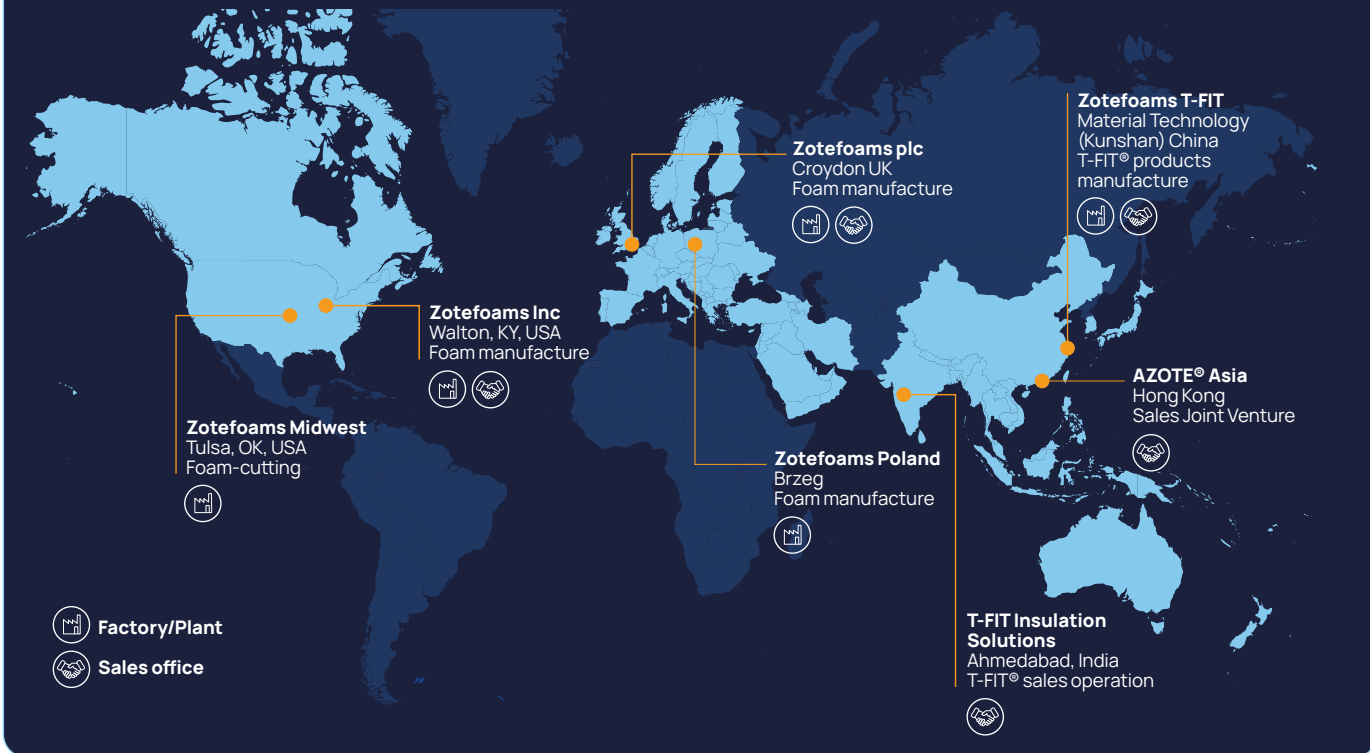 Zotefoams T-FIT
Material Technology
(Kunshan) China
T-FIT® products
manufacture
Zotefoams plc
Croydon UK
Foam manufacture
Zotefoams Inc
Walton, KY, USA
Foam manufacture
AZOTE® Asia
Hong Kong
Sales Joint Venture
Zotefoams Midwest
Tulsa, OK, USA
Foam-cutting
Zotefoams Poland
Brzeg
Foam manufacture
T-FIT Insulation
Solutions
Ahmedabad, India
T-FIT® sales operation
Factory/Plant
Sales office